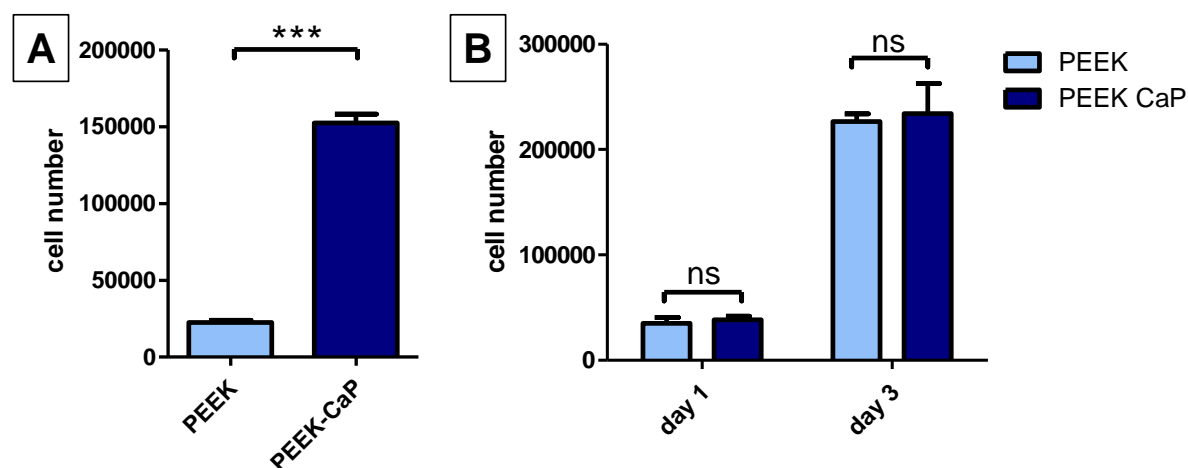 A
200000
150000
100000
50000
0
cell number
***
PEEK
PEEK-CaP
B
300000
200000
100000
0
cell number
ns
ns
day 1
day 3
PEEK
PEEK CaP